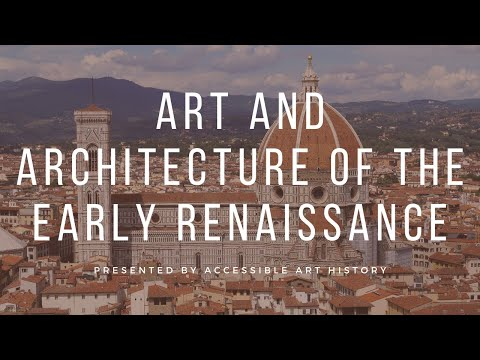 ART AND
ARCHITECTURE OF THE
EARLY RENAISSANCE
PRESENTED BY ACCESSIBLE ART HISTORY